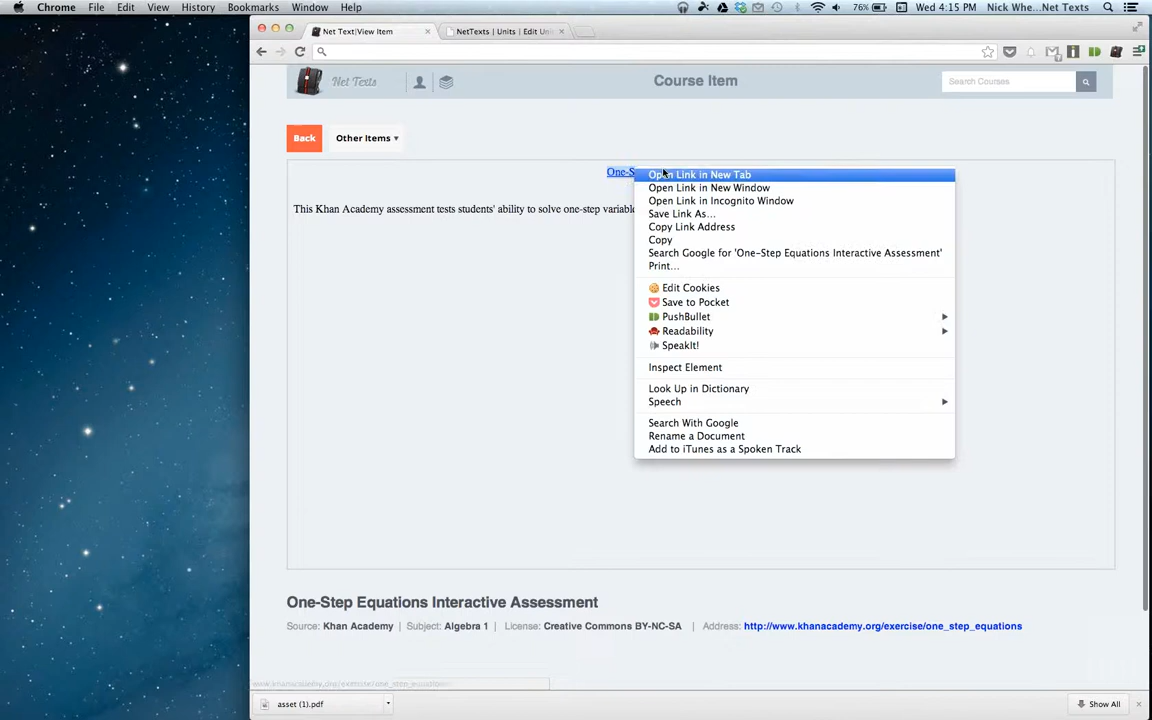 Chrome File Edit View History Bookmarks Window Help 76% Wed 4:15 PM Nick Whe...Net Texts
Net Text|View Item NetTexts | Units | Edit Uni
Net Texts Course Item Search Courses
Back Other Items
One-S
This Khan Academy assessment tests students' ability to solve one-step variable
Open Link in New Tab
Open Link in New Window
Open Link in Incognito Window
Save Link As...
Copy Link Address
Copy
Search Google for 'One-Step Equations Interactive Assessment'
Print...
Edit Cookies
Save to Pocket
PushBullet
Readability
SpeakIt!
Inspect Element
Look Up in Dictionary
Speech
Search With Google
Rename a Document
Add to iTunes as a Spoken Track
One-Step Equations Interactive Assessment
Source: Khan Academy | Subject: Algebra 1 | License: Creative Commons BY-NC-SA | Address: http://www.khanacademy.org/exercise/one_step_equations
www.khanacademy.org/exercise/one_step_equations
asset (1).pdf Show All